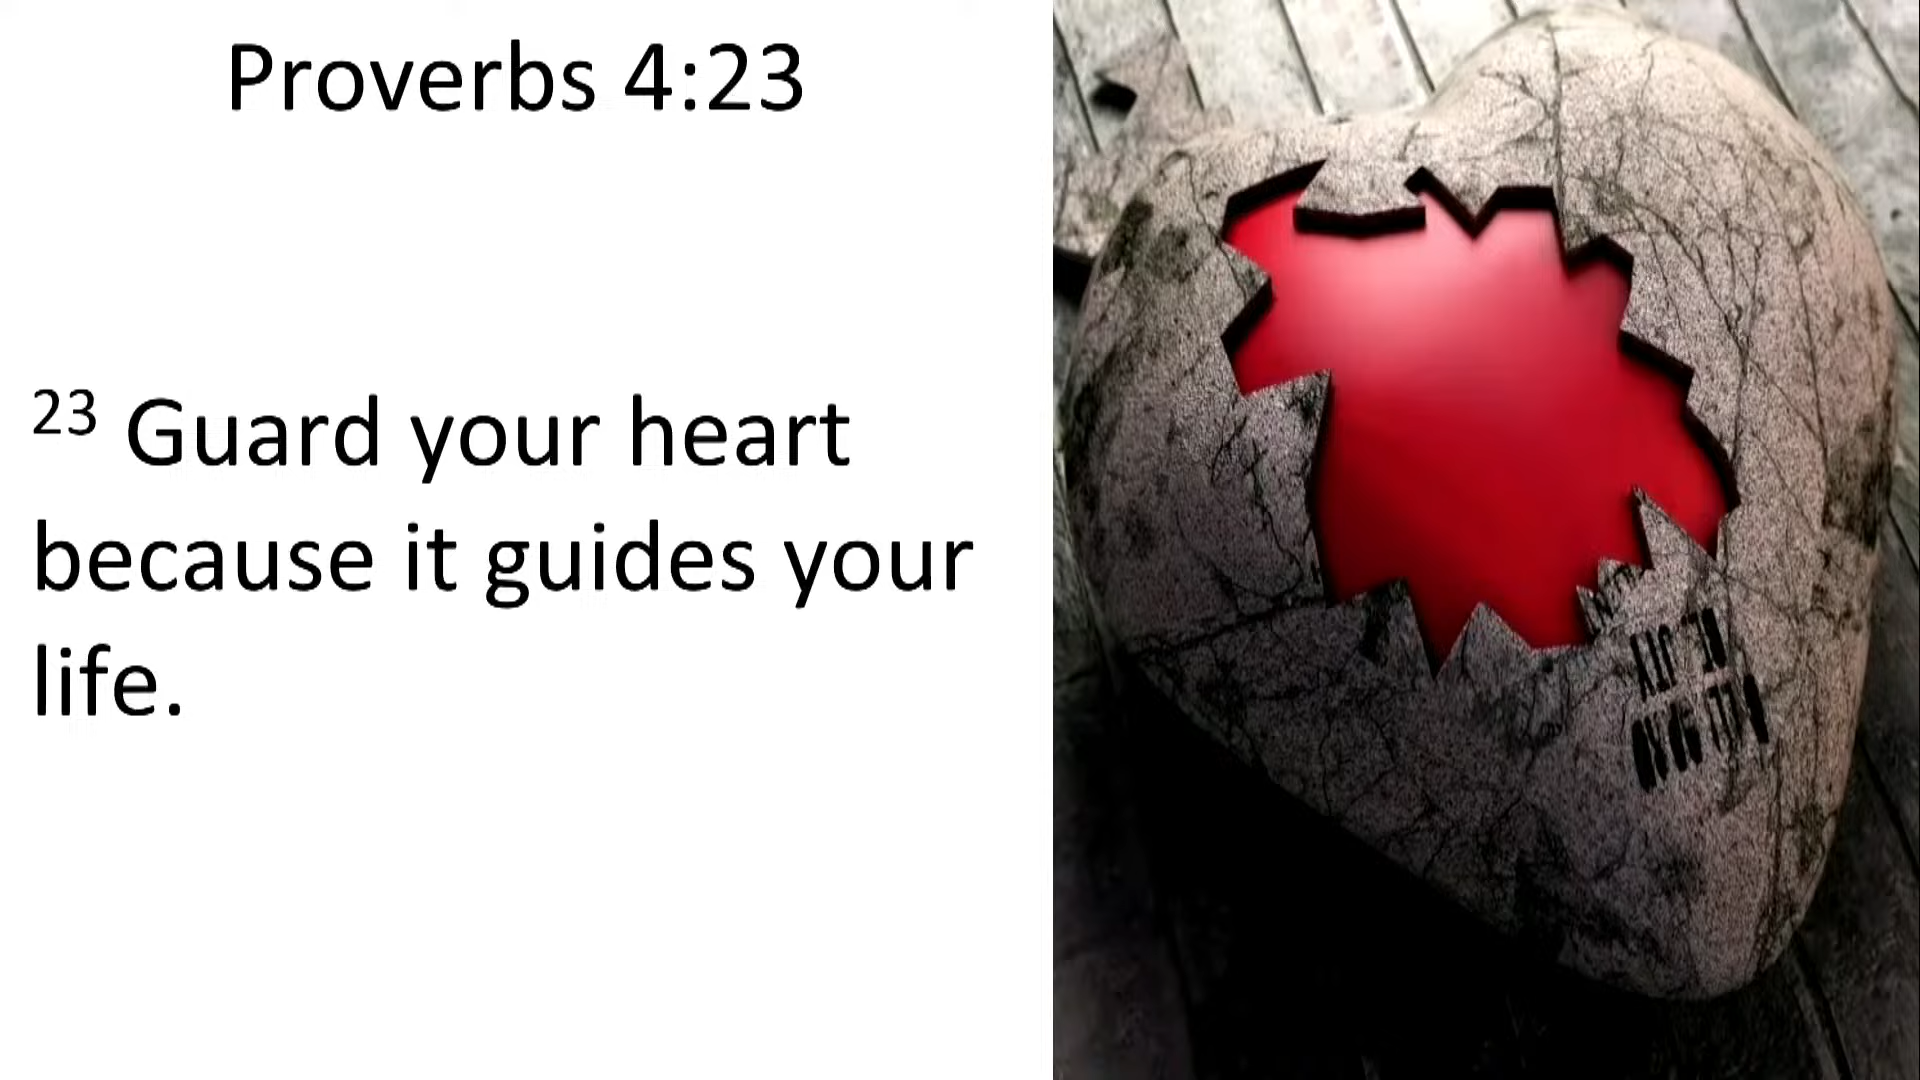 Proverbs 4:23
23 Guard your heart
because it guides your
life.